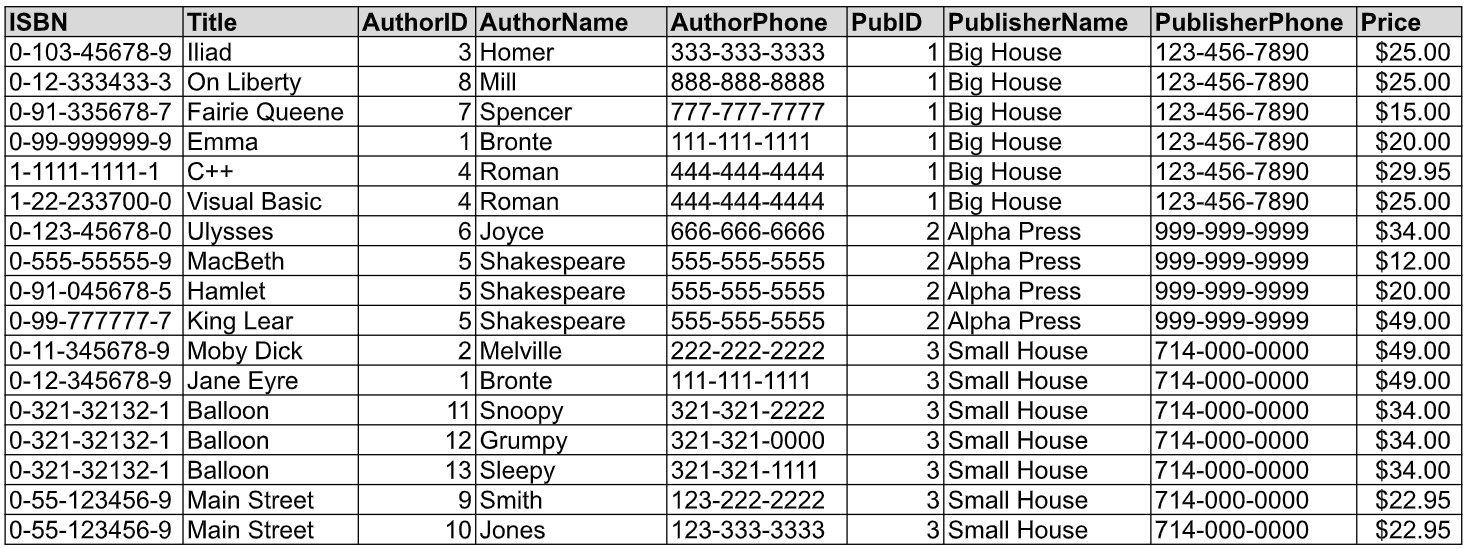 ISBN Title AuthorID AuthorName AuthorPhone PubID PublisherName PublisherPhone Price
0-103-45678-9 Iliad 3 Homer 333-333-3333 1 Big House 123-456-7890 $25.00
0-12-333433-3 On Liberty 8 Mill 888-888-8888 1 Big House 123-456-7890 $25.00
0-91-335678-7 Fairie Queene 7 Spencer 777-777-7777 1 Big House 123-456-7890 $15.00
0-99-999999-9 Emma 1 Bronte 111-111-1111 1 Big House 123-456-7890 $20.00
1-1111-1111-1 C++ 4 Roman 444-444-4444 1 Big House 123-456-7890 $29.95
1-22-233700-0 Visual Basic 4 Roman 444-444-4444 1 Big House 123-456-7890 $25.00
0-123-45678-0 Ulysses 6 Joyce 666-666-6666 2 Alpha Press 999-999-9999 $34.00
0-555-55555-9 MacBeth 5 Shakespeare 555-555-5555 2 Alpha Press 999-999-9999 $12.00
0-91-045678-5 Hamlet 5 Shakespeare 555-555-5555 2 Alpha Press 999-999-9999 $20.00
0-99-777777-7 King Lear 5 Shakespeare 555-555-5555 2 Alpha Press 999-999-9999 $49.00
0-11-345678-9 Moby Dick 2 Melville 222-222-2222 3 Small House 714-000-0000 $49.00
0-12-345678-9 Jane Eyre 1 Bronte 111-111-1111 3 Small House 714-000-0000 $49.00
0-321-32132-1 Balloon 11 Snoopy 321-321-2222 3 Small House 714-000-0000 $34.00
0-321-32132-1 Balloon 12 Grumpy 321-321-0000 3 Small House 714-000-0000 $34.00
0-321-32132-1 Balloon 13 Sleepy 321-321-1111 3 Small House 714-000-0000 $34.00
0-55-123456-9 Main Street 9 Smith 123-222-2222 3 Small House 714-000-0000 $22.95
0-55-123456-9 Main Street 10 Jones 123-333-3333 3 Small House 714-000-0000 $22.95